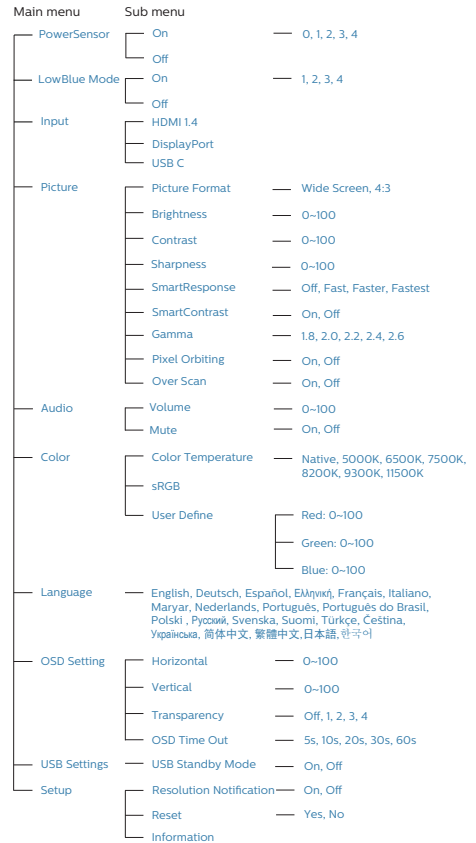 Main menu Sub menu
PowerSensor On 0, 1, 2, 3, 4
Off
LowBlue Mode On 1, 2, 3, 4
Off
Input HDMI 1.4
DisplayPort
USB C
Picture Picture Format Wide Screen, 4:3
Brightness 0~100
Contrast 0~100
Sharpness 0~100
SmartResponse Off, Fast, Faster, Fastest
SmartContrast On, Off
Gamma 1.8, 2.0, 2.2, 2.4, 2.6
Pixel Orbiting On, Off
Over Scan On, Off
Audio Volume 0~100
Mute On, Off
Color Color Temperature Native, 5000K, 6500K, 7500K,
8200K, 9300K, 11500K
sRGB
User Define Red: 0~100
Green: 0~100
Blue: 0~100
Language English, Deutsch, Español, Ελληνική, Français, Italiano,
Maryar, Nederlands, Português, Português do Brasil,
Polski , Русский, Svenska, Suomi, Türkçe, Čeština,
Українська, 简体中文, 繁體中文,日本語,한국어
OSD Setting Horizontal 0~100
Vertical 0~100
Transparency Off, 1, 2, 3, 4
OSD Time Out 5s, 10s, 20s, 30s, 60s
USB Settings USB Standby Mode On, Off
Setup Resolution Notification On, Off
Reset Yes, No
Information